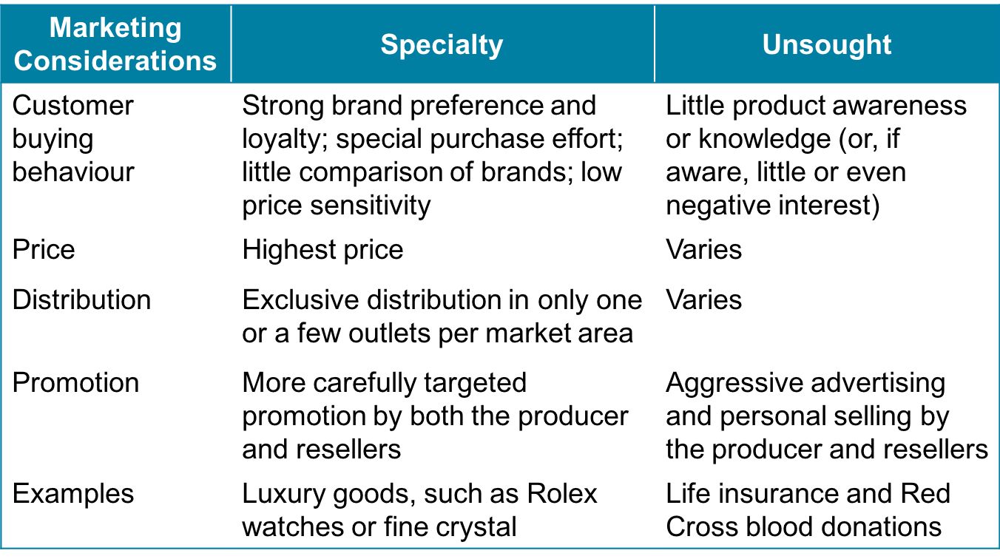 Marketing
Considerations
Specialty
Unsought
Customer
buying
behaviour
Strong brand preference and
loyalty; special purchase effort;
little comparison of brands; low
price sensitivity
Little product awareness
or knowledge (or, if
aware, little or even
negative interest)
Price
Highest price
Varies
Distribution
Exclusive distribution in only one
or a few outlets per market area
Varies
Promotion
More carefully targeted
promotion by both the producer
and resellers
Aggressive advertising
and personal selling by
the producer and resellers
Examples
Luxury goods, such as Rolex
watches or fine crystal
Life insurance and Red
Cross blood donations